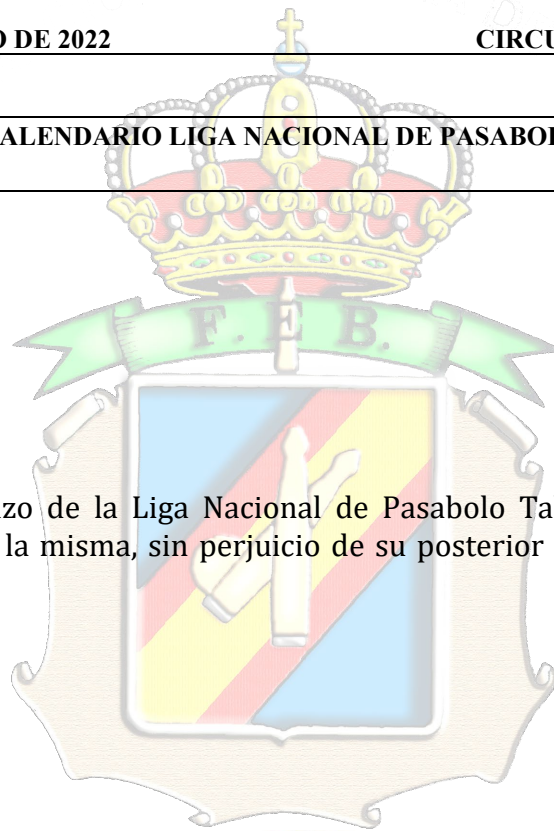 O DE 2022 CIRCU
ALENDARIO LIGA NACIONAL DE PASABOL
F. E. B.
zo de la Liga Nacional de Pasabolo Ta
la misma, sin perjuicio de su posterior